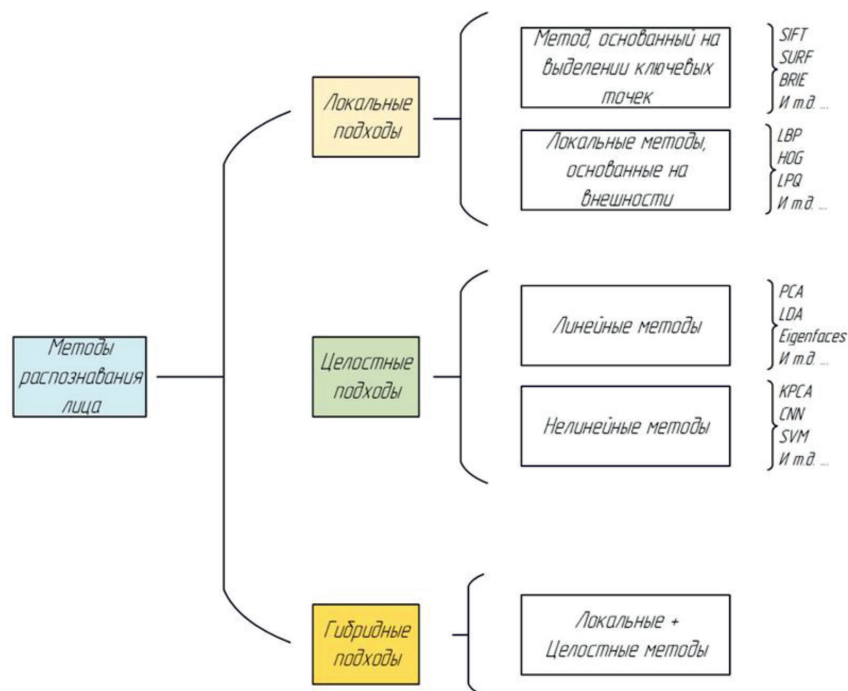 Методы
распознавания
лица
Локальные
подходы
Метод, основанный на
выделении ключевых
точек
SIFT
SURF
BRIE
И т.д. ...
Локальные методы,
основанные на
внешности
LBP
HOG
LPQ
И т.д. ...
Целостные
подходы
Линейные методы
PCA
LDA
Eigenfaces
И т.д. ...
Нелинейные методы
KPCA
CNN
SVM
И т.д. ...
Гибридные
подходы
Локальные +
Целостные методы